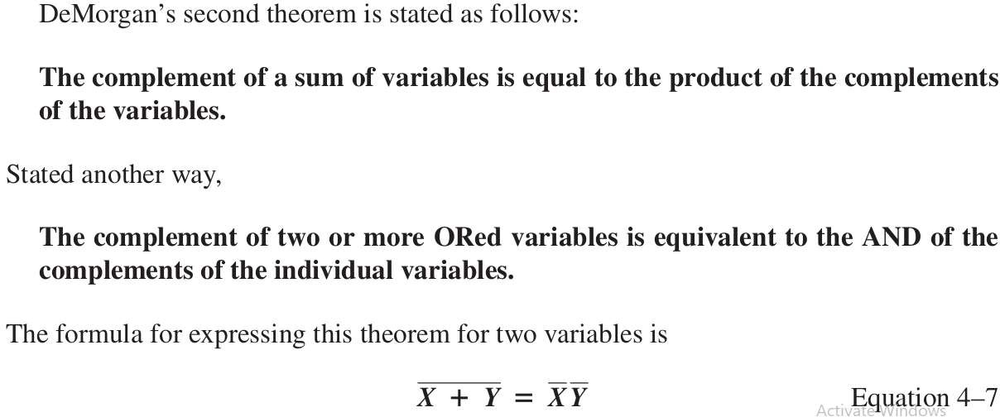 DeMorgan's second theorem is stated as follows:
The complement of a sum of variables is equal to the product of the complements
of the variables.
Stated another way,
The complement of two or more ORed variables is equivalent to the AND of the
complements of the individual variables.
The formula for expressing this theorem for two variables is
X̅ ̅+̅ ̅Y̅ = X̅Y̅ Equation 4–7
Activate Windows